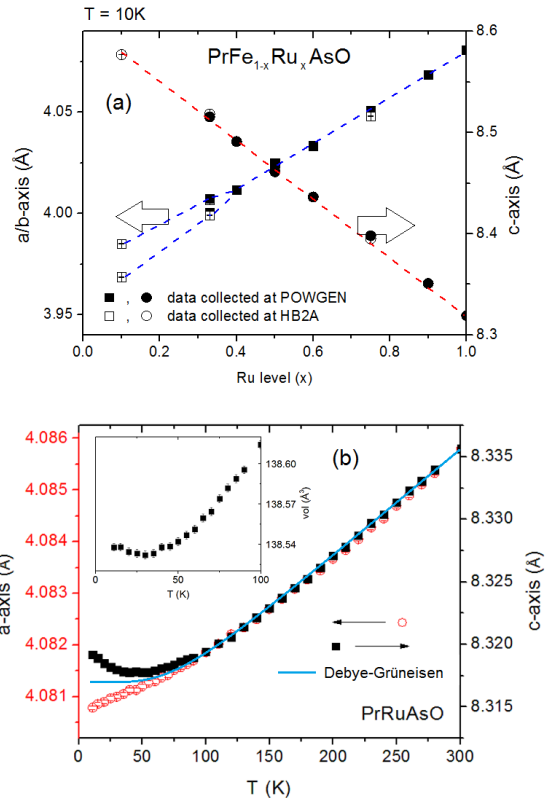 T = 10K
PrFe1-xRuxAsO
(a)
a/b-axis (Å)
4.05
4.00
3.95
c-axis (Å)
8.6
8.5
8.4
8.3
■ , ● data collected at POWGEN
□ , ○ data collected at HB2A
0.0 0.2 0.4 0.6 0.8 1.0
Ru level (x)
(b)
a-axis (Å)
4.086
4.085
4.084
4.083
4.082
4.081
138.60
138.57
138.54
vol (Å³)
0 50 100
T (K)
c-axis (Å)
8.335
8.330
8.325
8.320
8.315
Debye-Grüneisen
PrRuAsO
0 50 100 150 200 250 300
T (K)